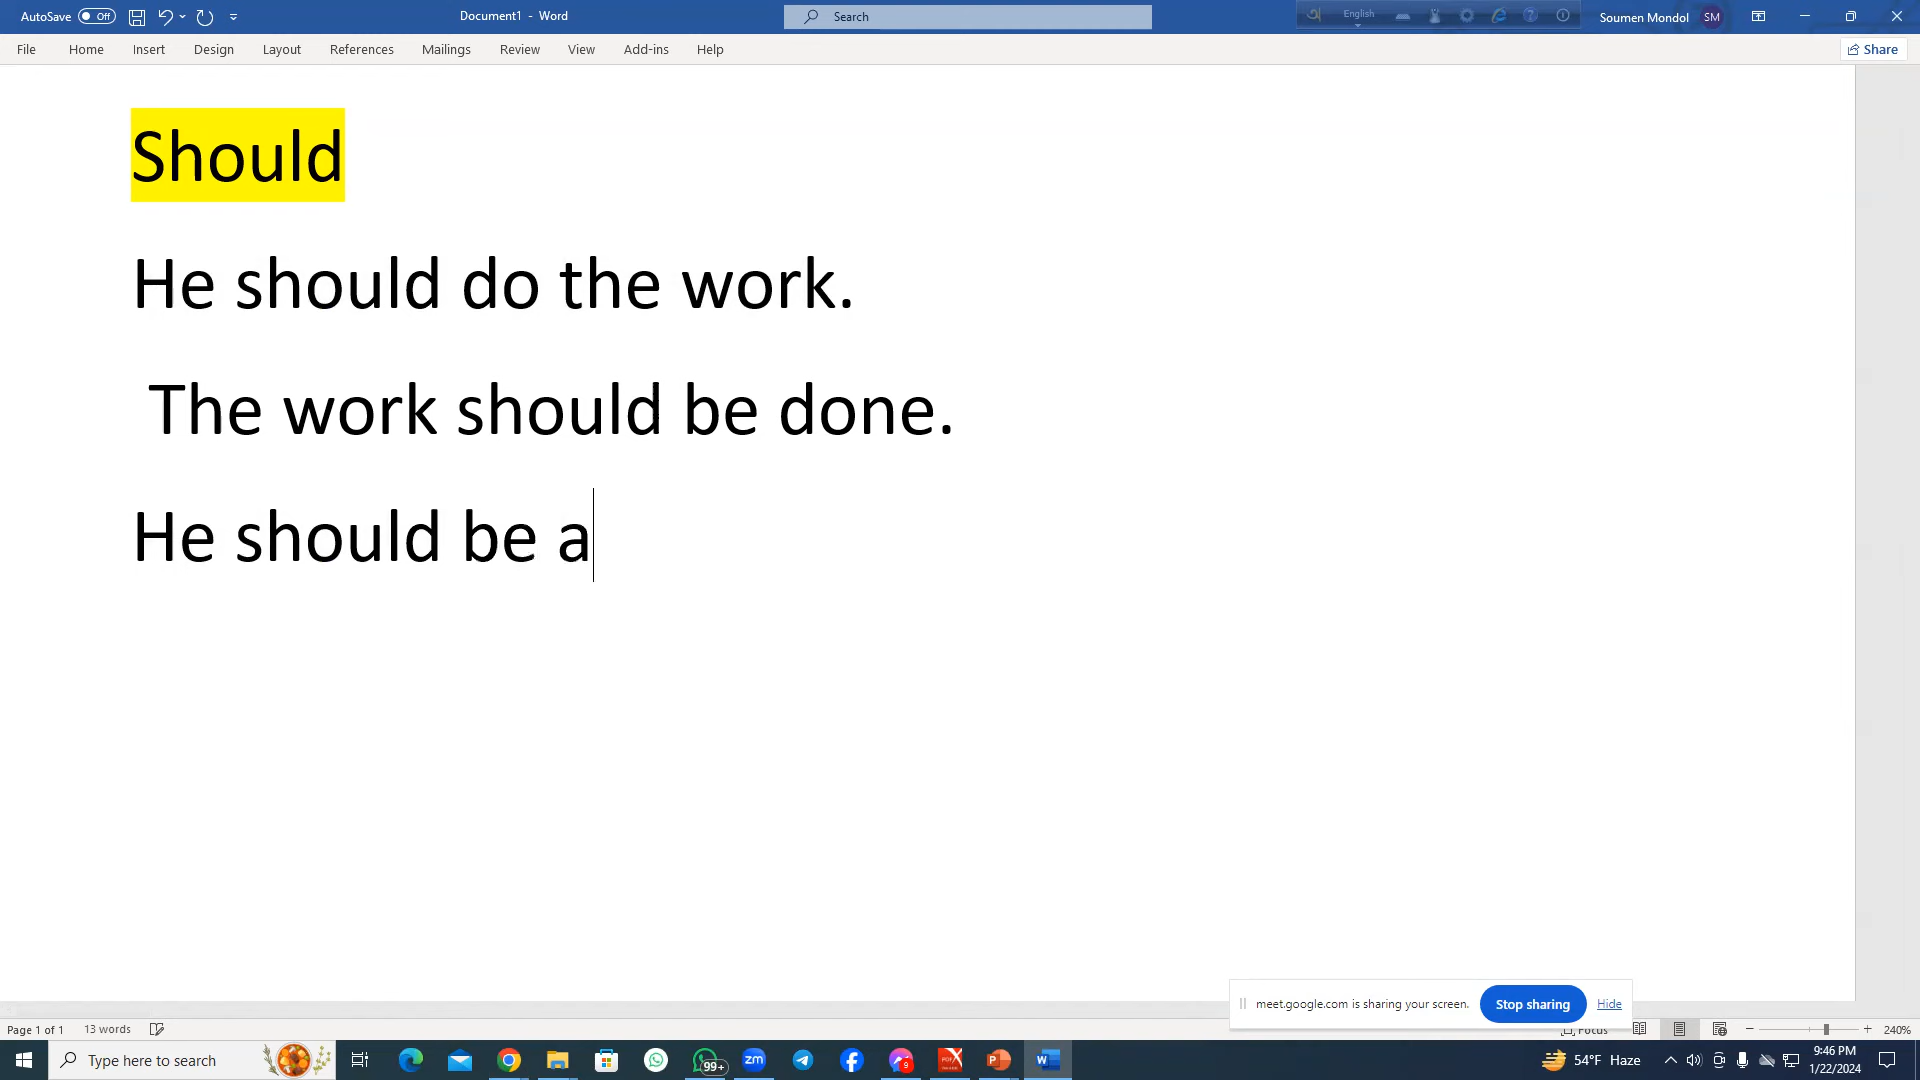 AutoSave Off Document1 - Word Search English Soumen Mondol SM
File Home Insert Design Layout References Mailings Review View Add-ins Help Share
Should
He should do the work.
The work should be done.
He should be a
meet.google.com is sharing your screen. Stop sharing Hide
Page 1 of 1 13 words Focus 240%
Type here to search 99+ zm 9 54°F Haze 9:46 PM
1/22/2024